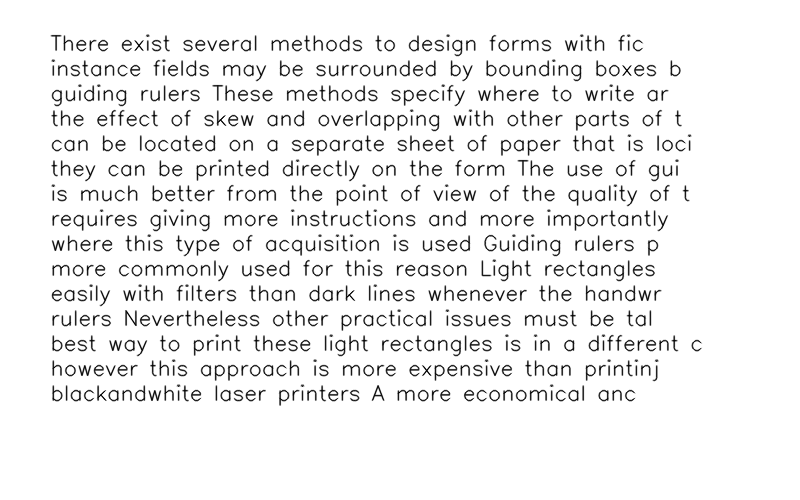 There exist several methods to design forms with fic
instance fields may be surrounded by bounding boxes b
guiding rulers These methods specify where to write ar
the effect of skew and overlapping with other parts of t
can be located on a separate sheet of paper that is loci
they can be printed directly on the form The use of gui
is much better from the point of view of the quality of t
requires giving more instructions and more importantly
where this type of acquisition is used Guiding rulers p
more commonly used for this reason Light rectangles
easily with filters than dark lines whenever the handwr
rulers Nevertheless other practical issues must be tal
best way to print these light rectangles is in a different c
however this approach is more expensive than printinj
blackandwhite laser printers A more economical anc